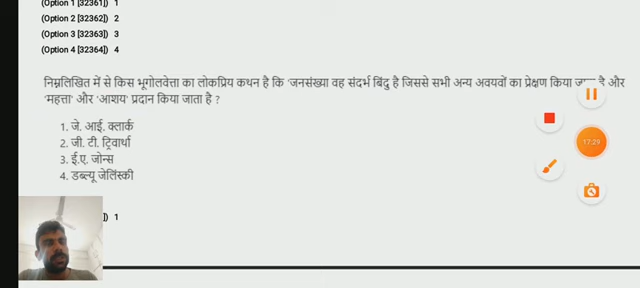 (Option 1 [32361]) 1
(Option 2 [32362]) 2
(Option 3 [32363]) 3
(Option 4 [32364]) 4
निम्नलिखित में से किस भूगोलवेत्ता का लोकप्रिय कथन है कि 'जनसंख्या वह संदर्भ बिंदु है जिससे सभी अन्य अवयवों का प्रेक्षण किया है और
'महत्ता' और 'आशय' प्रदान किया जाता है ?
1. जे. आई. क्लार्क
2. जी. टी. ट्रिवार्था
3. ई.ए. जोन्स
4. डब्ल्यू जेलिंस्की
17:29
]) 1